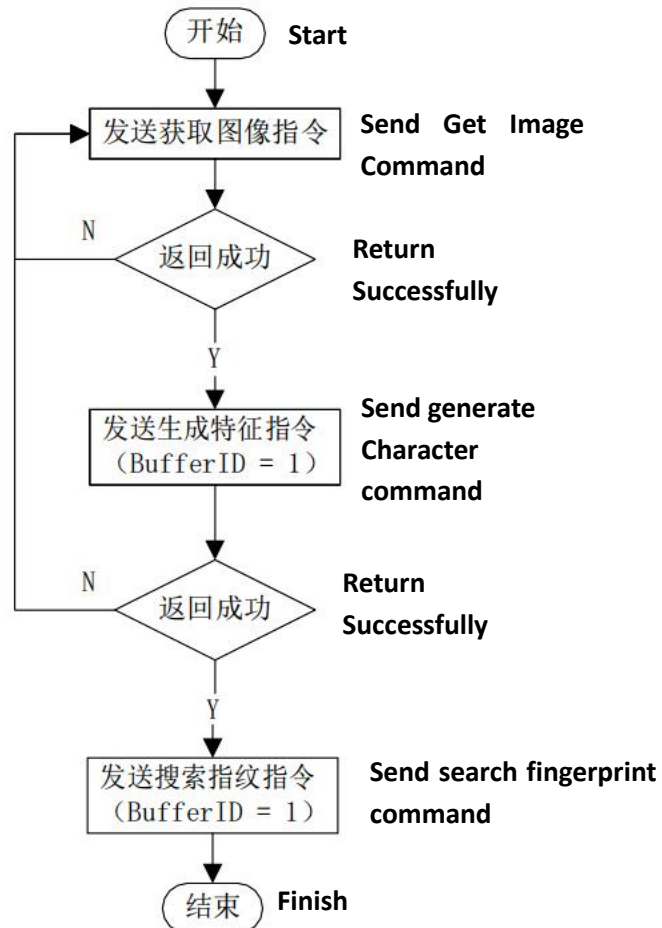 开始 Start
发送获取图像指令 Send Get Image
Command
N
返回成功 Return
Successfully
Y
发送生成特征指令 Send generate
(BufferID = 1) Character
command
N
返回成功 Return
Successfully
Y
发送搜索指纹指令 Send search fingerprint
(BufferID = 1) command
结束 Finish